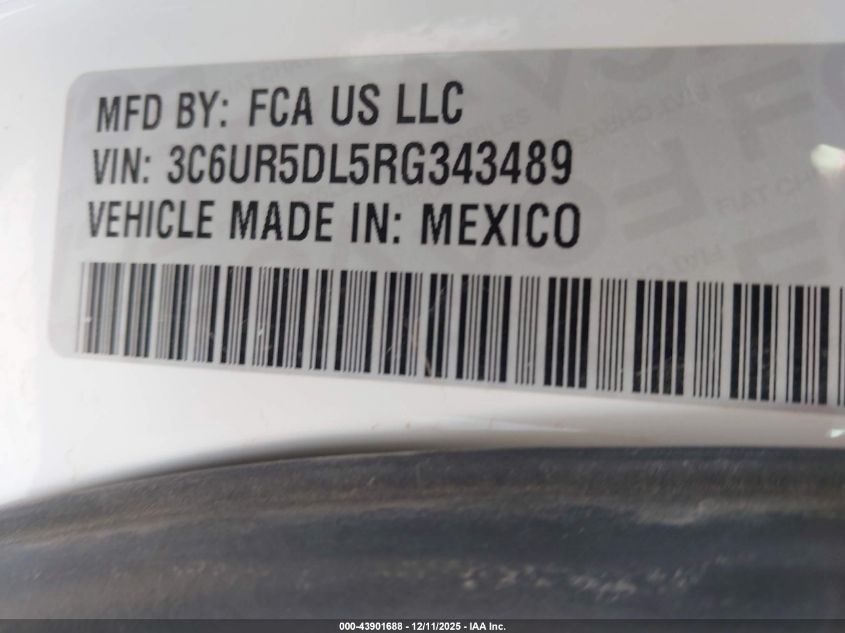 MFD BY: FCA US LLC
VIN: 3C6UR5DL5RG343489
VEHICLE MADE IN: MEXICO
000-43901688 - 12/11/2025 - IAA Inc.